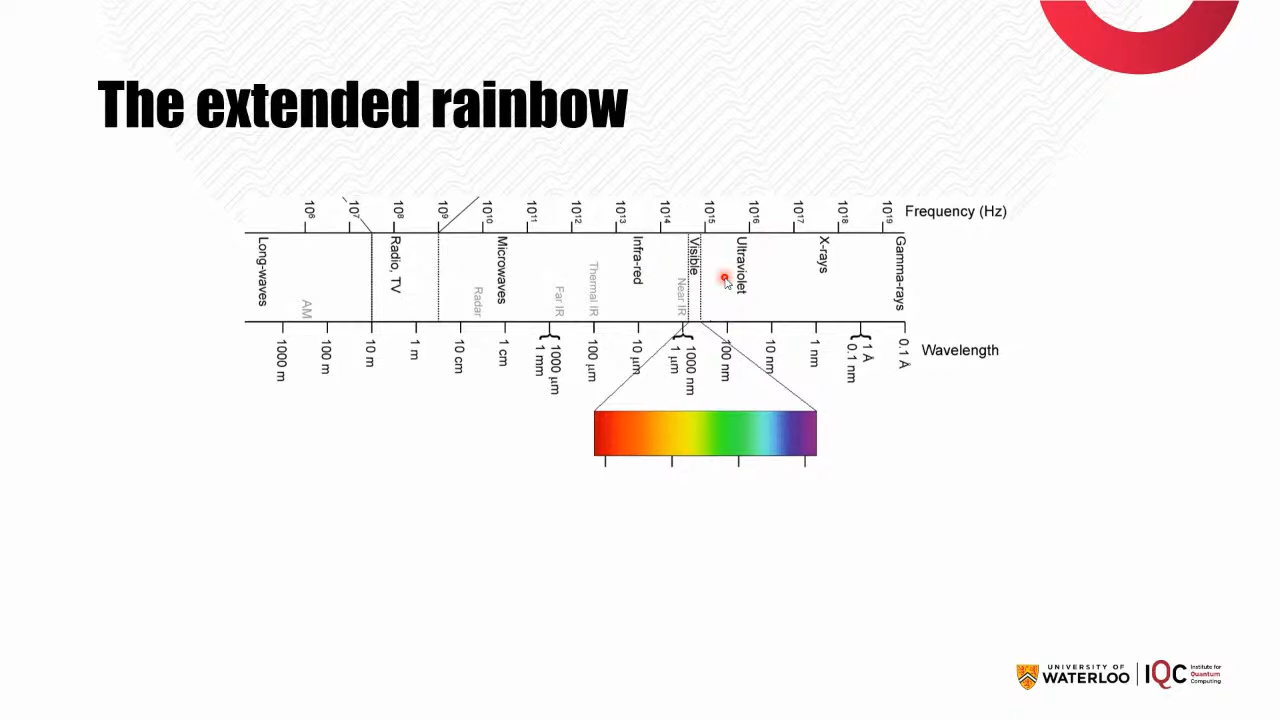 The extended rainbow
10⁶ 10⁷ 10⁸ 10⁹ 10¹⁰ 10¹¹ 10¹² 10¹³ 10¹⁴ 10¹⁵ 10¹⁶ 10¹⁷ 10¹⁸ 10¹⁹ Frequency (Hz)
Long-waves Radio, TV Microwaves Infra-red Visible Ultraviolet X-rays Gamma-rays
AM Radar Far IR Thermal IR Near IR
1000 m 100 m 10 m 1 m 10 cm 1 cm 1000 µm 1 mm 100 µm 10 µm 1000 nm 1 µm 100 nm 10 nm 1 nm 1 Å 0.1 nm 0.1 Å Wavelength
UNIVERSITY OF
WATERLOO
IQC
Institute for
Quantum
Computing